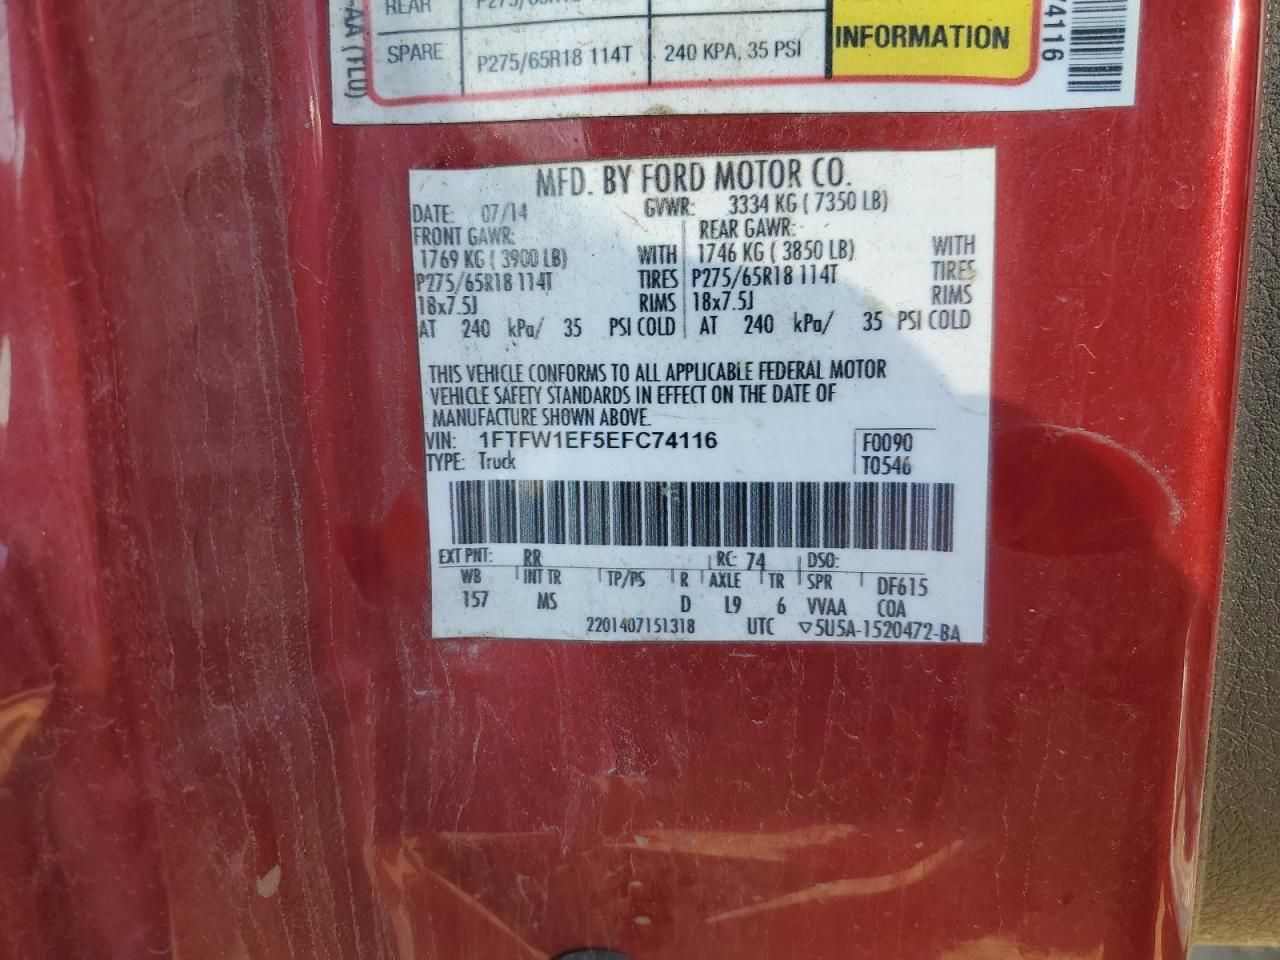 REAR
SPARE P275/65R18 114T 240 KPA, 35 PSI
INFORMATION
-AA (TLU)
74116
MFD. BY FORD MOTOR CO.
DATE: 07/14 GVWR: 3334 KG ( 7350 LB)
FRONT GAWR: REAR GAWR:
1769 KG ( 3900 LB) WITH 1746 KG ( 3850 LB) WITH
P275/65R18 114T TIRES P275/65R18 114T TIRES
18x7.5J RIMS 18x7.5J RIMS
AT 240 kPa/ 35 PSI COLD AT 240 kPa/ 35 PSI COLD
THIS VEHICLE CONFORMS TO ALL APPLICABLE FEDERAL MOTOR
VEHICLE SAFETY STANDARDS IN EFFECT ON THE DATE OF
MANUFACTURE SHOWN ABOVE.
VIN: 1FTFW1EF5EFC74116 F0090
TYPE: Truck T0546
EXT PNT: RR RC: 74 DSO:
WB INT TR TP/PS R AXLE TR SPR DF615
157 MS D L9 6 VVAA COA
2201407151318 UTC ▽5U5A-1520472-BA